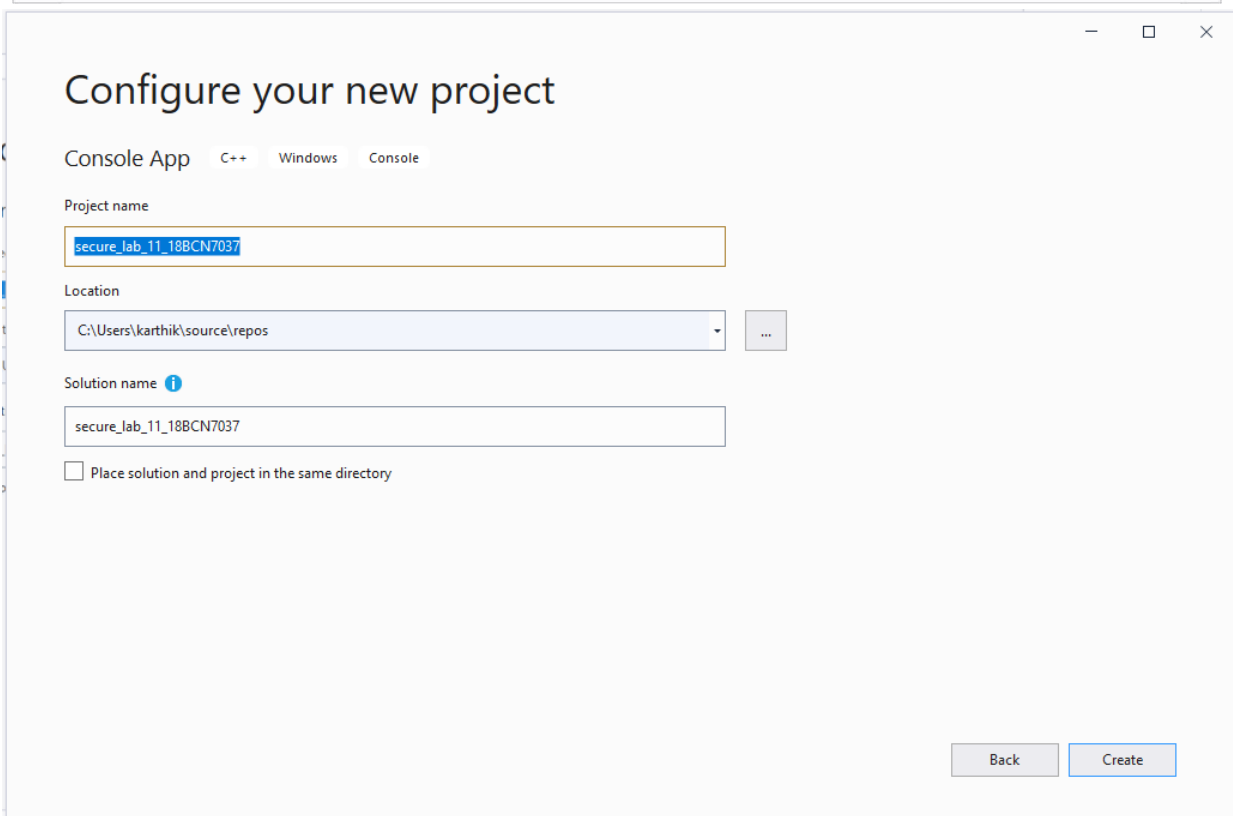 Configure your new project
Console App C++ Windows Console
Project name
secure_lab_11_18BCN7037
Location
C:\Users\karthik\source\repos
...
Solution name
secure_lab_11_18BCN7037
Place solution and project in the same directory
Back Create